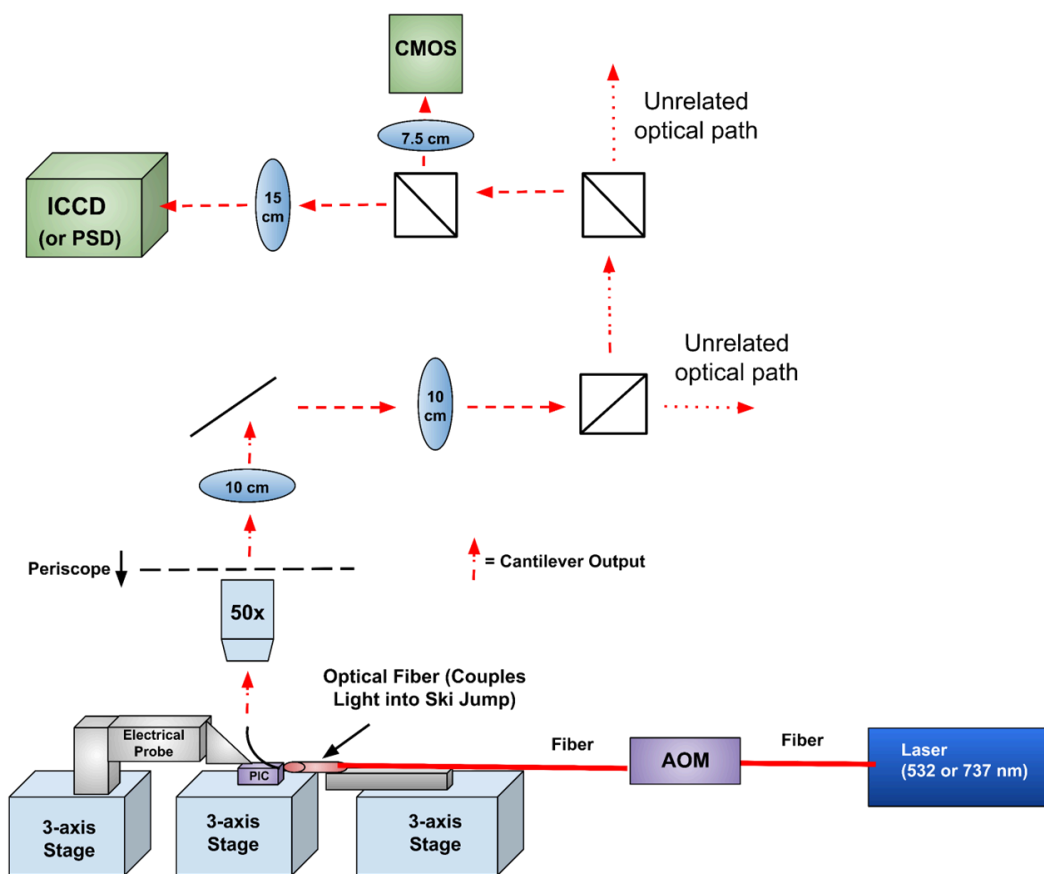 CMOS
7.5 cm
Unrelated
optical path
ICCD
(or PSD)
15
cm
Unrelated
optical path
10
cm
10 cm
Periscope
= Cantilever Output
50x
Optical Fiber (Couples
Light into Ski Jump)
Electrical
Probe
PIC
Fiber
AOM
Fiber
Laser
(532 or 737 nm)
3-axis
Stage
3-axis
Stage
3-axis
Stage